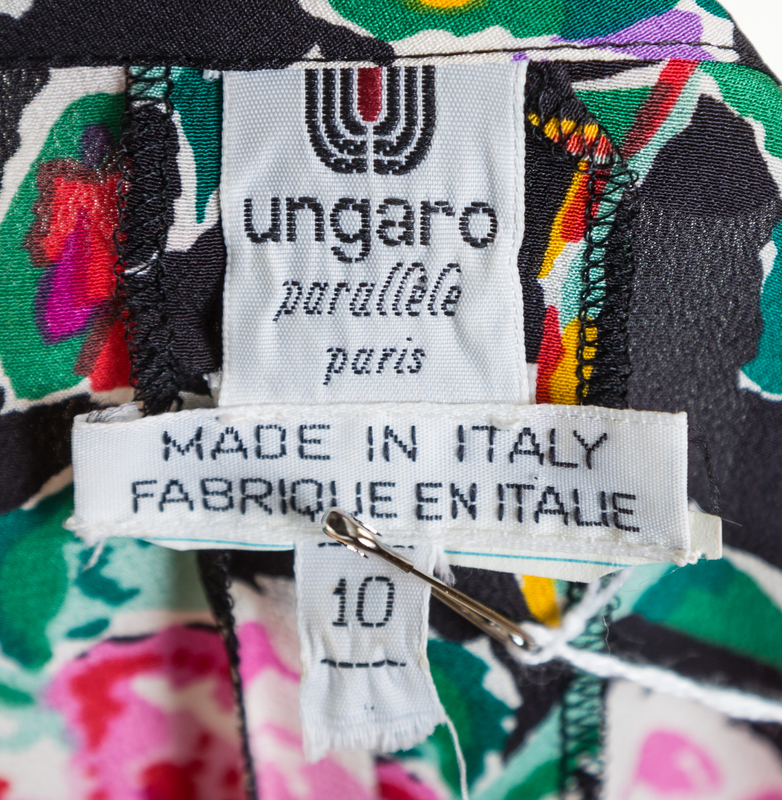 ungaro
parallèle
paris
MADE IN ITALY
FABRIQUE EN ITALIE
10